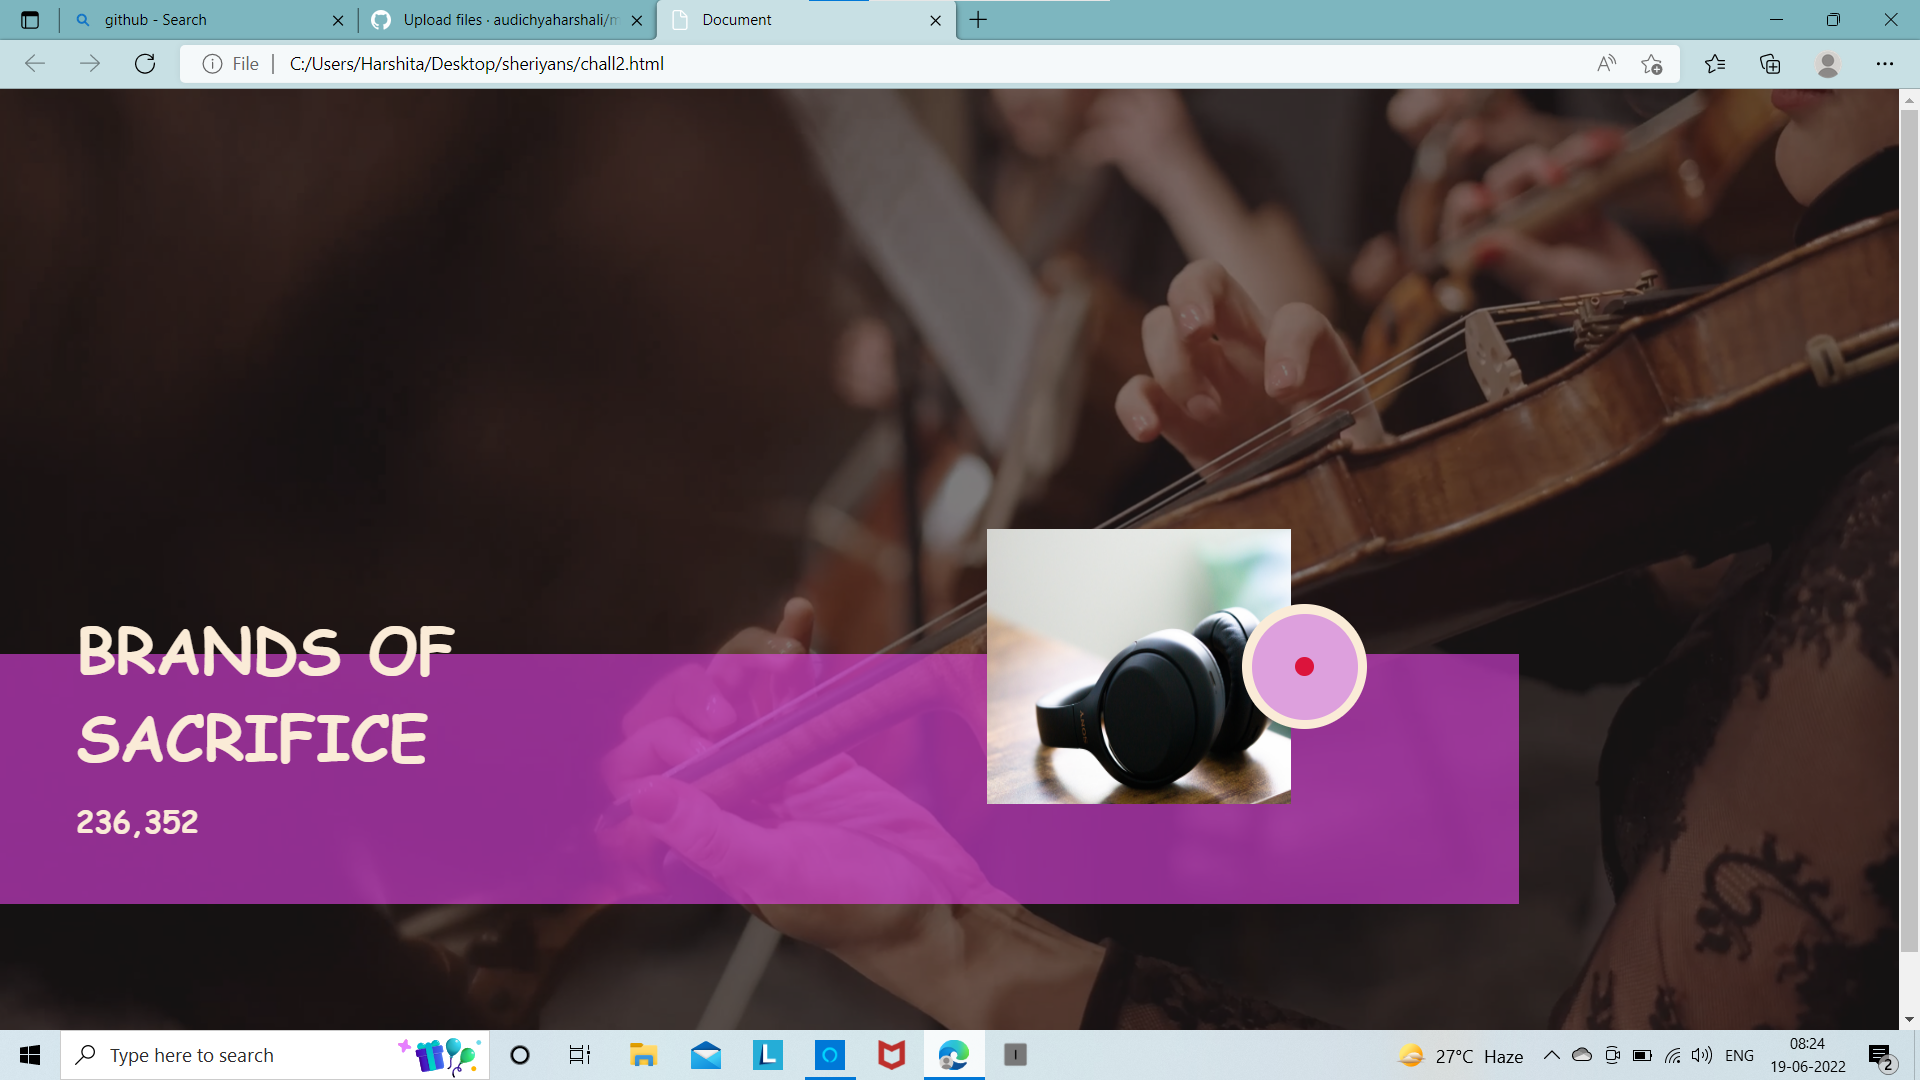 github - Search
Upload files · audichyaharshali/m
Document
File
C:/Users/Harshita/Desktop/sheriyans/chall2.html
BRANDS OF
SACRIFICE
236,352
SONY
Type here to search
L
I
27°C Haze
ENG
08:24
19-06-2022
2